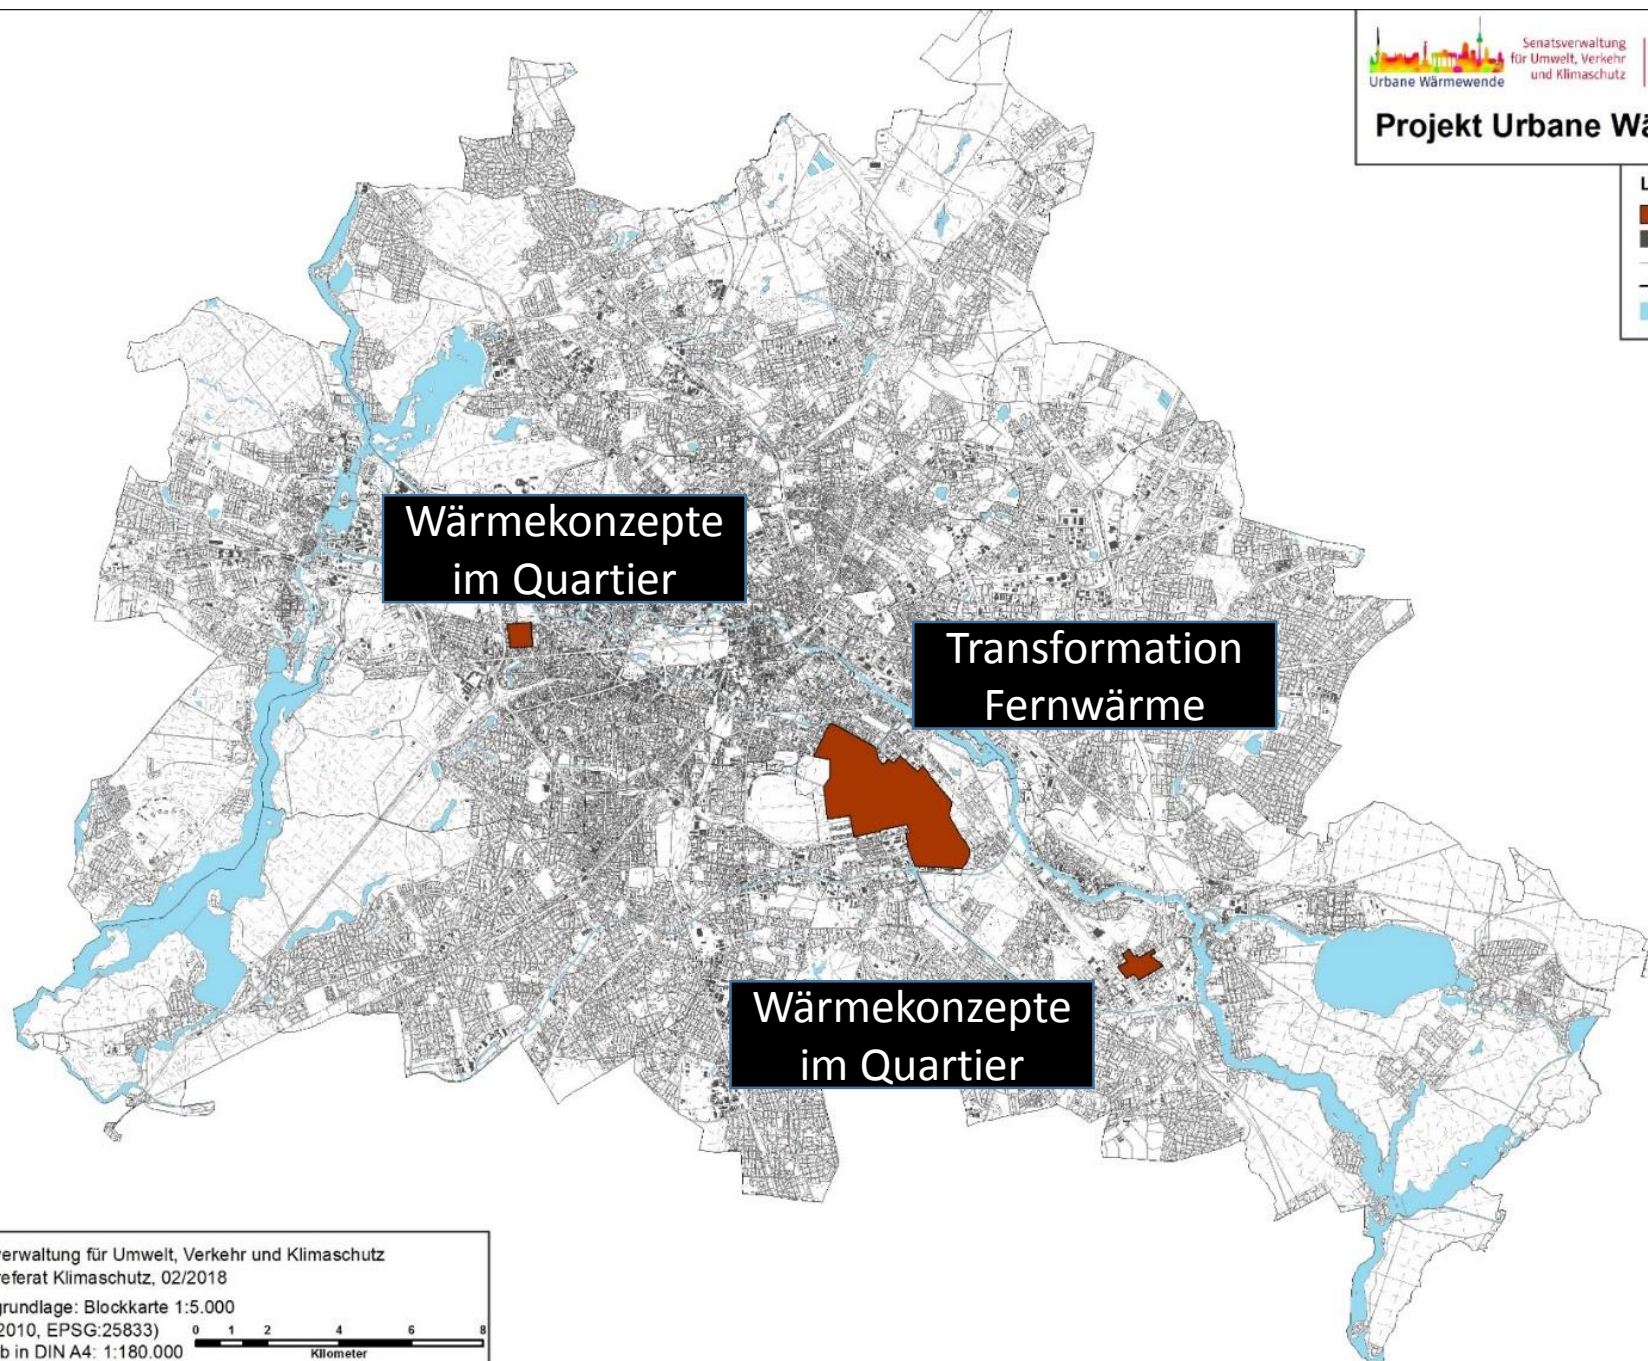 Urbane Wärmewende
Senatsverwaltung
für Umwelt, Verkehr
und Klimaschutz
Projekt Urbane Wä
L
Wärmekonzepte
im Quartier
Transformation
Fernwärme
Wärmekonzepte
im Quartier
verwaltung für Umwelt, Verkehr und Klimaschutz
referat Klimaschutz, 02/2018
grundlage: Blockkarte 1:5.000
2010, EPSG:25833)
b in DIN A4: 1:180.000
0 1 2 4 6 8
Kilometer